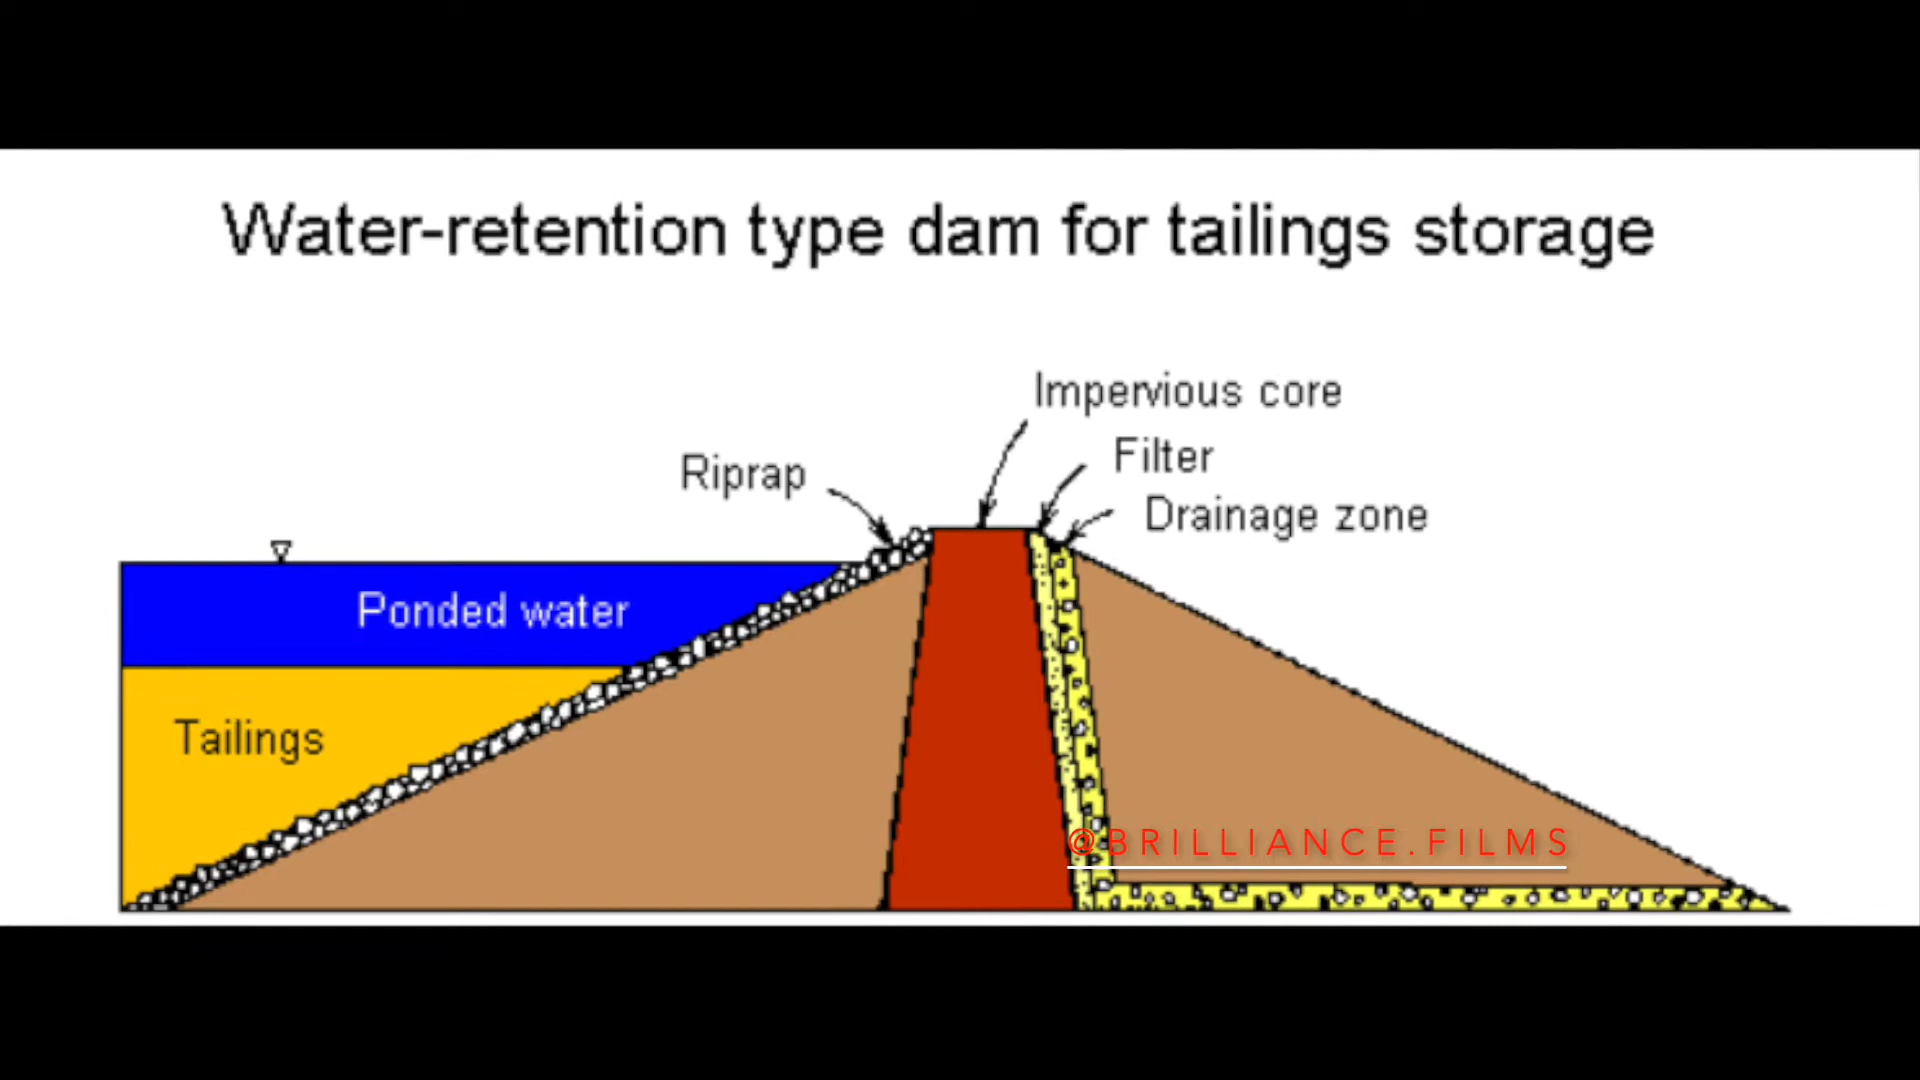 Water-retention type dam for tailings storage
Impervious core
Filter
Riprap
Drainage zone
Ponded water
Tailings
@BRILLIANCE.FILMS